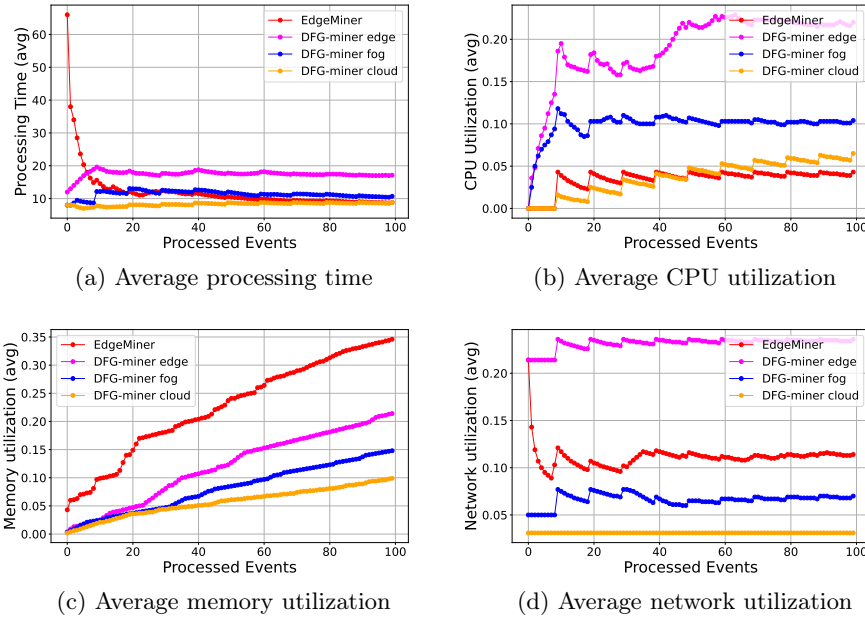 Processing Time (avg)
60
50
40
30
20
10
0
20
40
60
80
100
Processed Events
EdgeMiner
DFG-miner edge
DFG-miner fog
DFG-miner cloud
(a) Average processing time
CPU Utilization (avg)
0.20
0.15
0.10
0.05
0.00
0
20
40
60
80
100
Processed Events
EdgeMiner
DFG-miner edge
DFG-miner fog
DFG-miner cloud
(b) Average CPU utilization
Memory utilization (avg)
0.35
0.30
0.25
0.20
0.15
0.10
0.05
0.00
0
20
40
60
80
100
Processed Events
EdgeMiner
DFG-miner edge
DFG-miner fog
DFG-miner cloud
(c) Average memory utilization
Network utilization (avg)
0.20
0.15
0.10
0.05
0
20
40
60
80
100
Processed Events
EdgeMiner
DFG-miner edge
DFG-miner fog
DFG-miner cloud
(d) Average network utilization